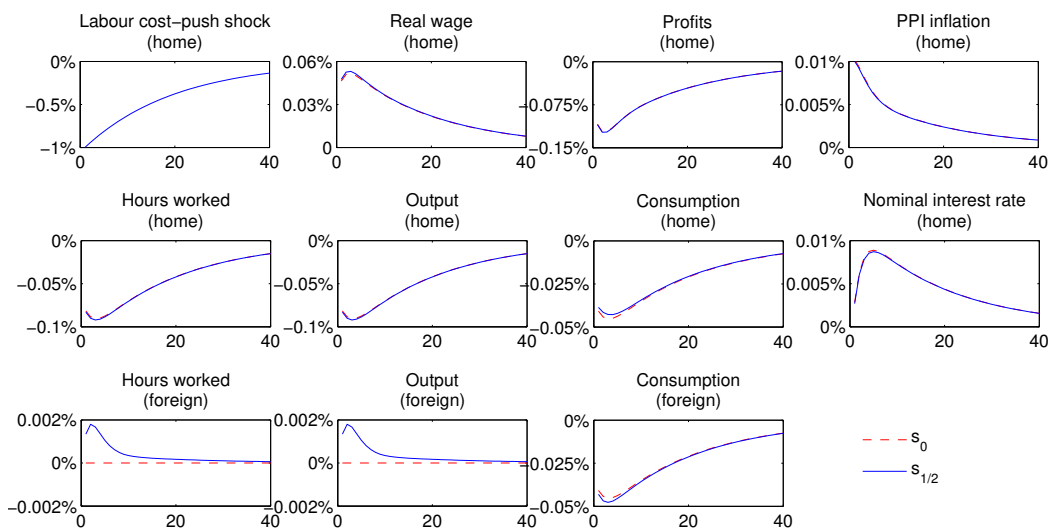 Labour cost−push shock
(home)
Real wage
(home)
Profits
(home)
PPI inflation
(home)
0%
−0.5%
−1%
0 20 40
0.06%
0.03%
0
0 20 40
0%
−0.075%
−0.15%
0 20 40
0.01%
0.005%
0%
0 20 40
Hours worked
(home)
Output
(home)
Consumption
(home)
Nominal interest rate
(home)
0%
−0.05%
−0.1%
0 20 40
0%
−0.05%
−0.1%
0 20 40
0%
−0.025%
−0.05%
0 20 40
0.01%
0.005%
0%
0 20 40
Hours worked
(foreign)
Output
(foreign)
Consumption
(foreign)
0.002%
0%
−0.002%
0 20 40
0.002%
0%
−0.002%
0 20 40
0%
−0.025%
−0.05%
0 20 40
s_0
s_1/2